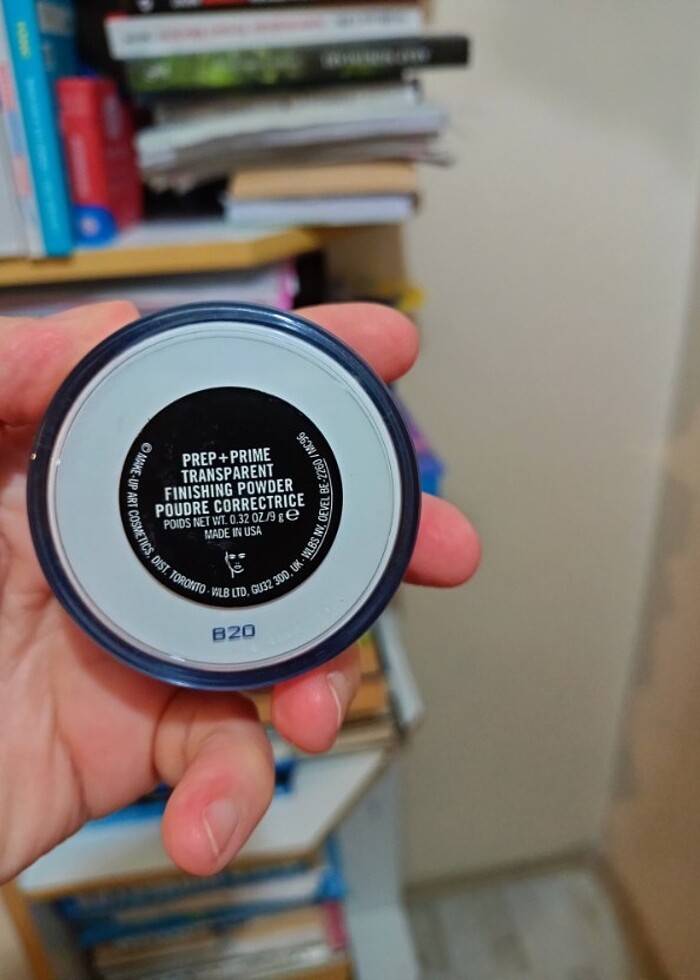 PREP + PRIME
TRANSPARENT
FINISHING POWDER
POUDRE CORRECTRICE
POIDS NET WT. 0.32 OZ./9 g ℮
MADE IN USA
© MAKE-UP ART COSMETICS, DIST. TORONTO · WLB LTD, GU32 3DD, UK · WLBS NV, OEVEL BE-2260 / MC96
B20